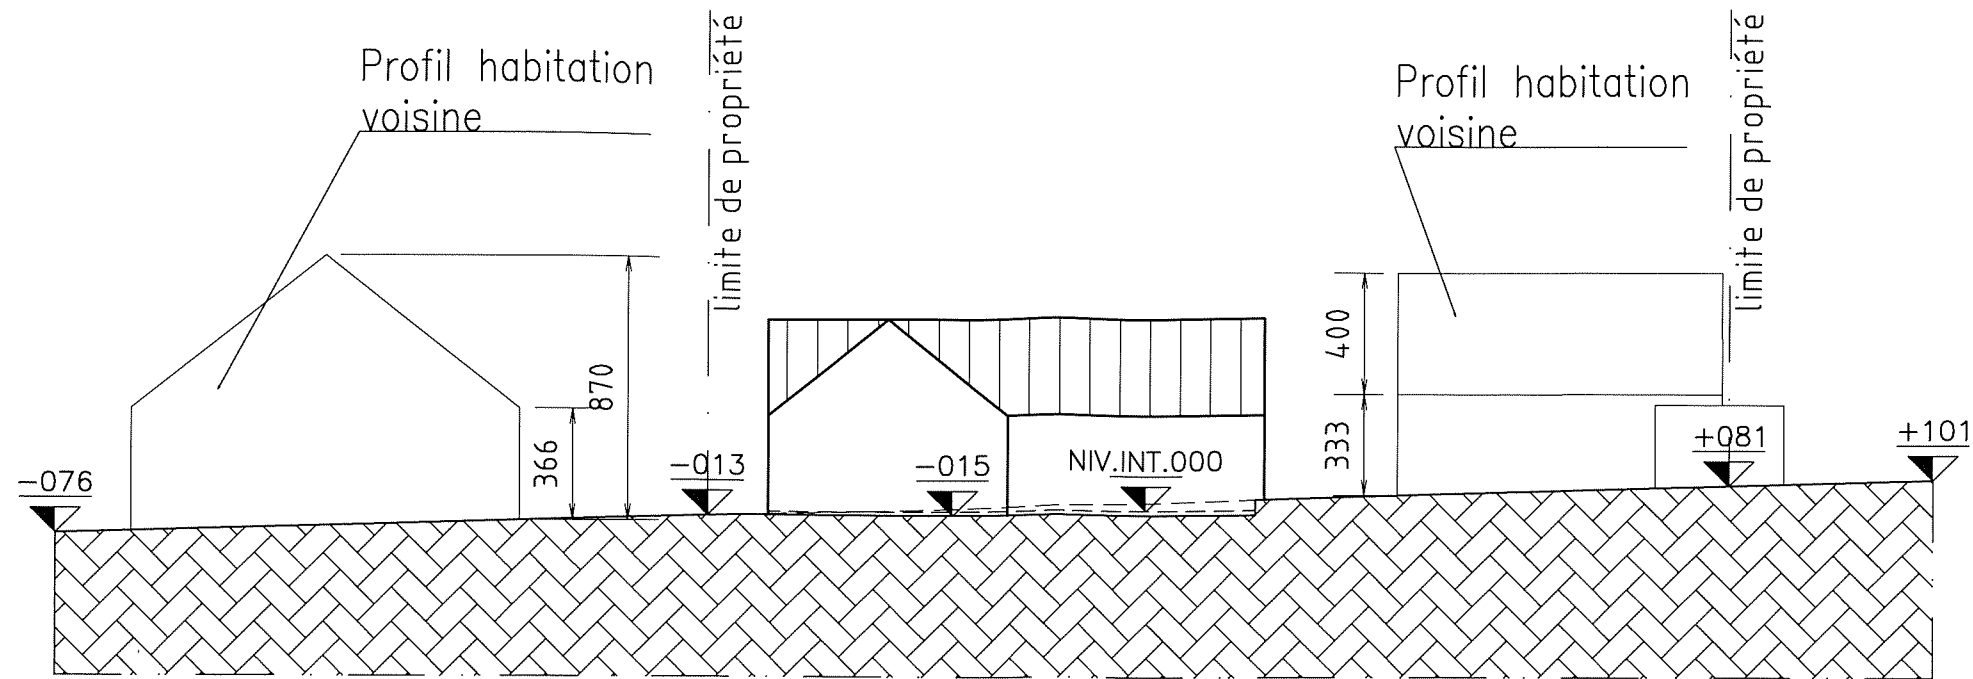 Profil habitation
voisine
limite de propriété
Profil habitation
voisine
limite de propriété
870
366
400
333
-076
-013
-015
NIV.INT.000
+081
+101